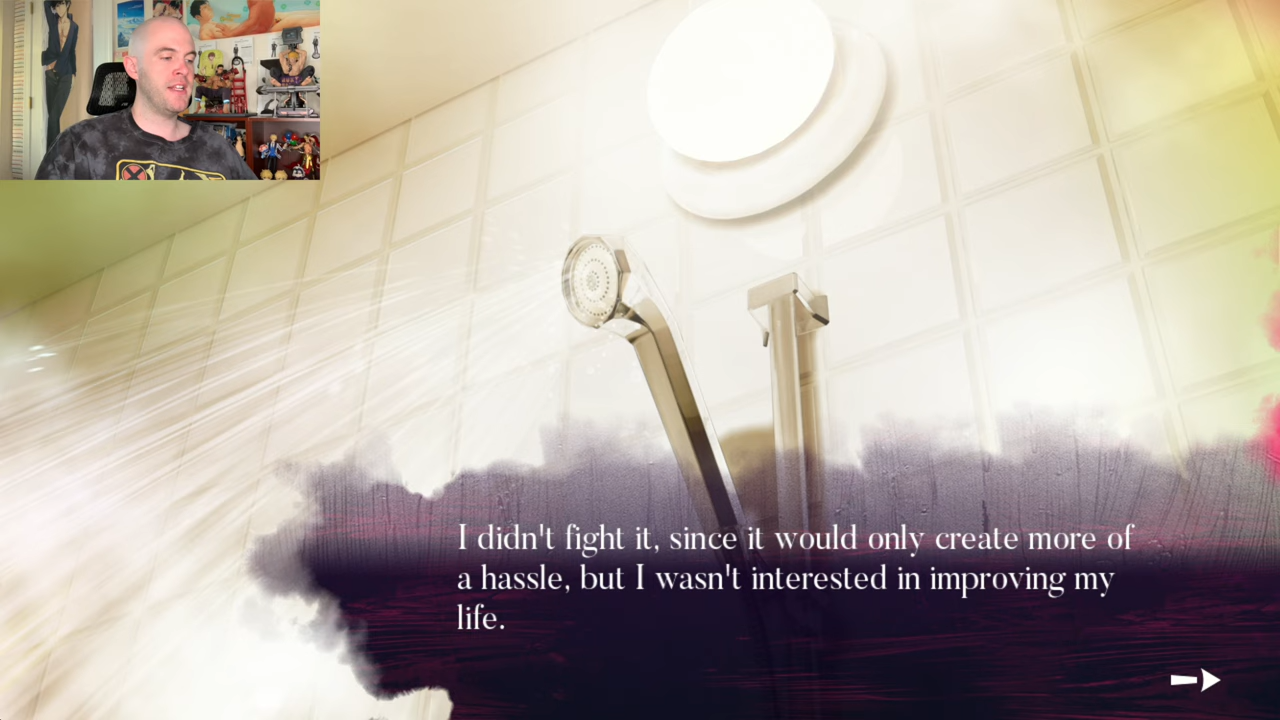 I didn't fight it, since it would only create more of
a hassle, but I wasn't interested in improving my
life.